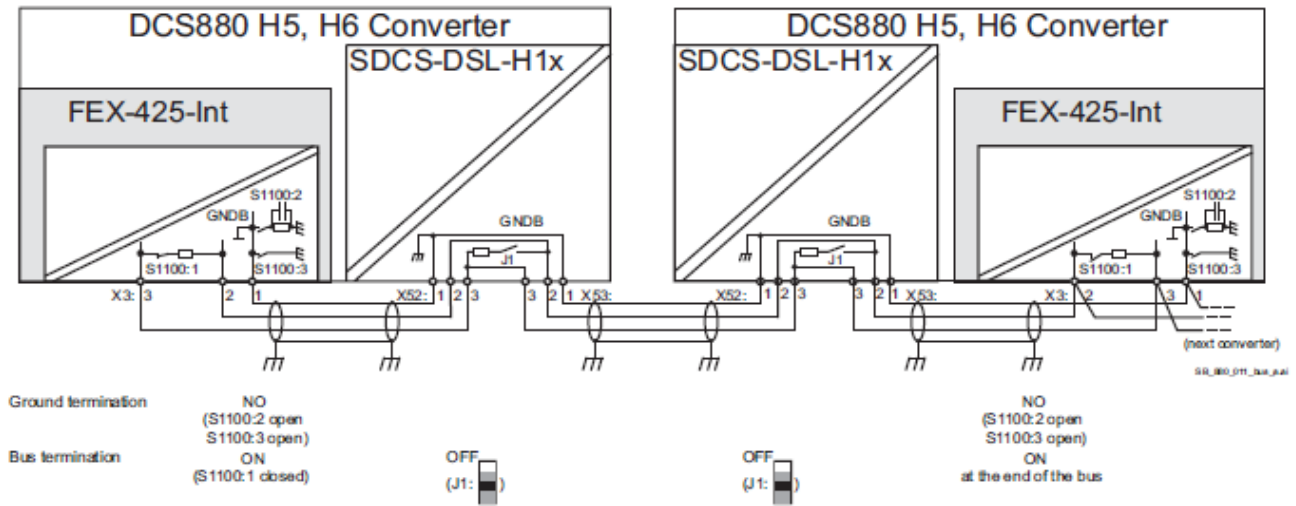 DCS880 H5, H6 Converter
DCS880 H5, H6 Converter
SDCS-DSL-H1x
SDCS-DSL-H1x
FEX-425-Int
FEX-425-Int
S1100:2
S1100:2
GNDB
GNDB
GNDB
GNDB
S1100:1
S1100:3
J1
J1
S1100:1
S1100:3
X3: 3 2 1 X52: 1 2 3 3 2 1 X53: X52: 1 2 3 3 2 1 X53: X3: 2 3 1
(next converter)
Ground termination NO NO
(S1100:2 open (S1100:2 open
S1100:3 open) S1100:3 open)
Bus termination ON OFF OFF ON
(S1100:1 closed) (J1: ) (J1: ) at the end of the bus